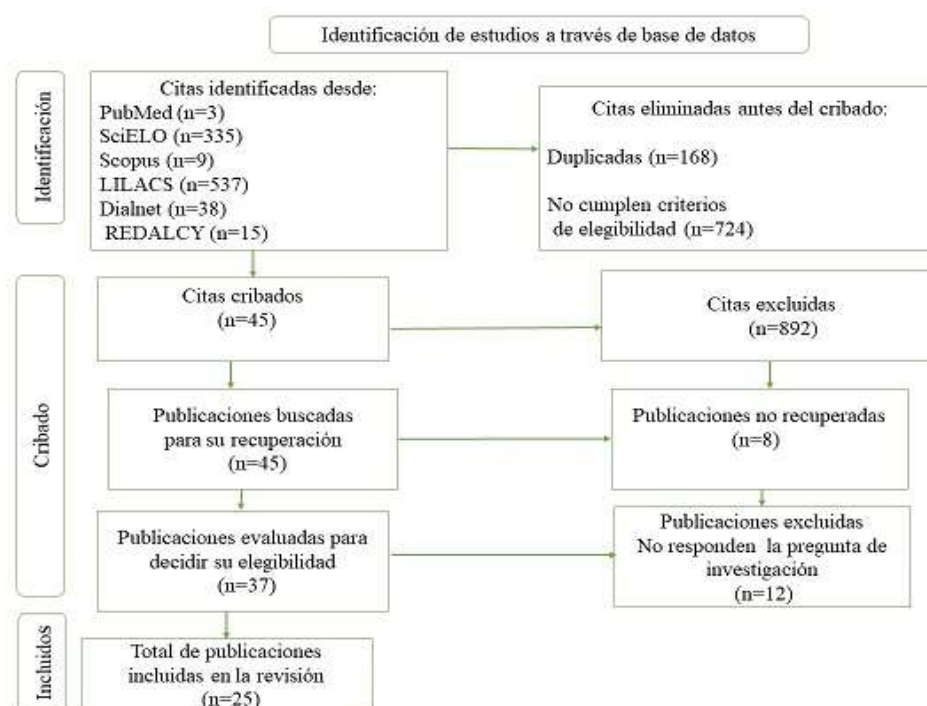 Identificación de estudios a través de base de datos
Identificación
Citas identificadas desde:
PubMed (n=3)
SciELO (n=335)
Scopus (n=9)
LILACS (n=537)
Dialnet (n=38)
REDALCY (n=15)
Citas eliminadas antes del cribado:
Duplicadas (n=168)
No cumplen criterios
de elegibilidad (n=724)
Cribado
Citas cribados
(n=45)
Citas excluidas
(n=892)
Publicaciones buscadas
para su recuperación
(n=45)
Publicaciones no recuperadas
(n=8)
Publicaciones evaluadas para
decidir su elegibilidad
(n=37)
Publicaciones excluidas
No responden la pregunta de
investigación
(n=12)
Incluidos
Total de publicaciones
incluidas en la revisión
(n=25)